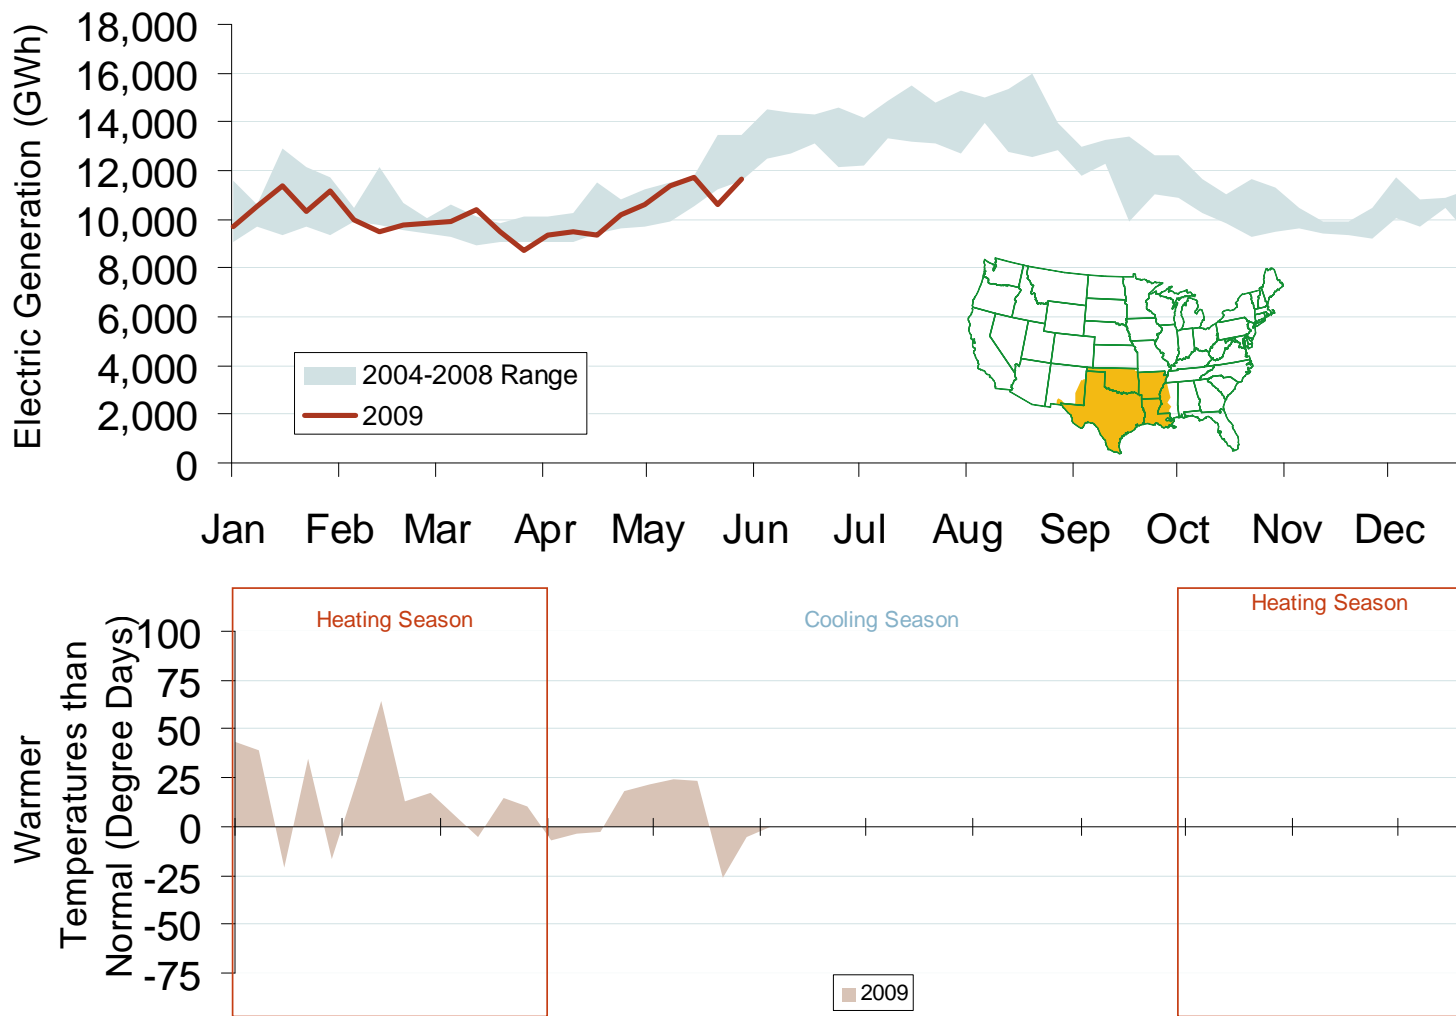 Electric Generation (GWh)
18,000
16,000
14,000
12,000
10,000
8,000
6,000
4,000
2,000
0
2004-2008 Range
2009
Jan Feb Mar Apr May Jun Jul Aug Sep Oct Nov Dec
Warmer
Temperatures than
Normal (Degree Days)
Heating Season
Cooling Season
Heating Season
100
75
50
25
0
-25
-50
-75
2009